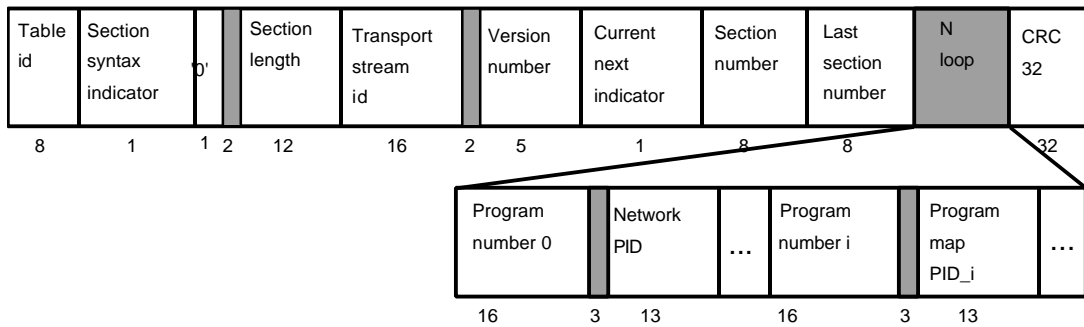 Table
id
Section
syntax
indicator
'0'
Section
length
Transport
stream
id
Version
number
Current
next
indicator
Section
number
Last
section
number
N
loop
CRC
32
8 1 1 2 12 16 2 5 1 8 8 32
Program
number 0
Network
PID
...
Program
number i
Program
map
PID_i
...
16 3 13 16 3 13